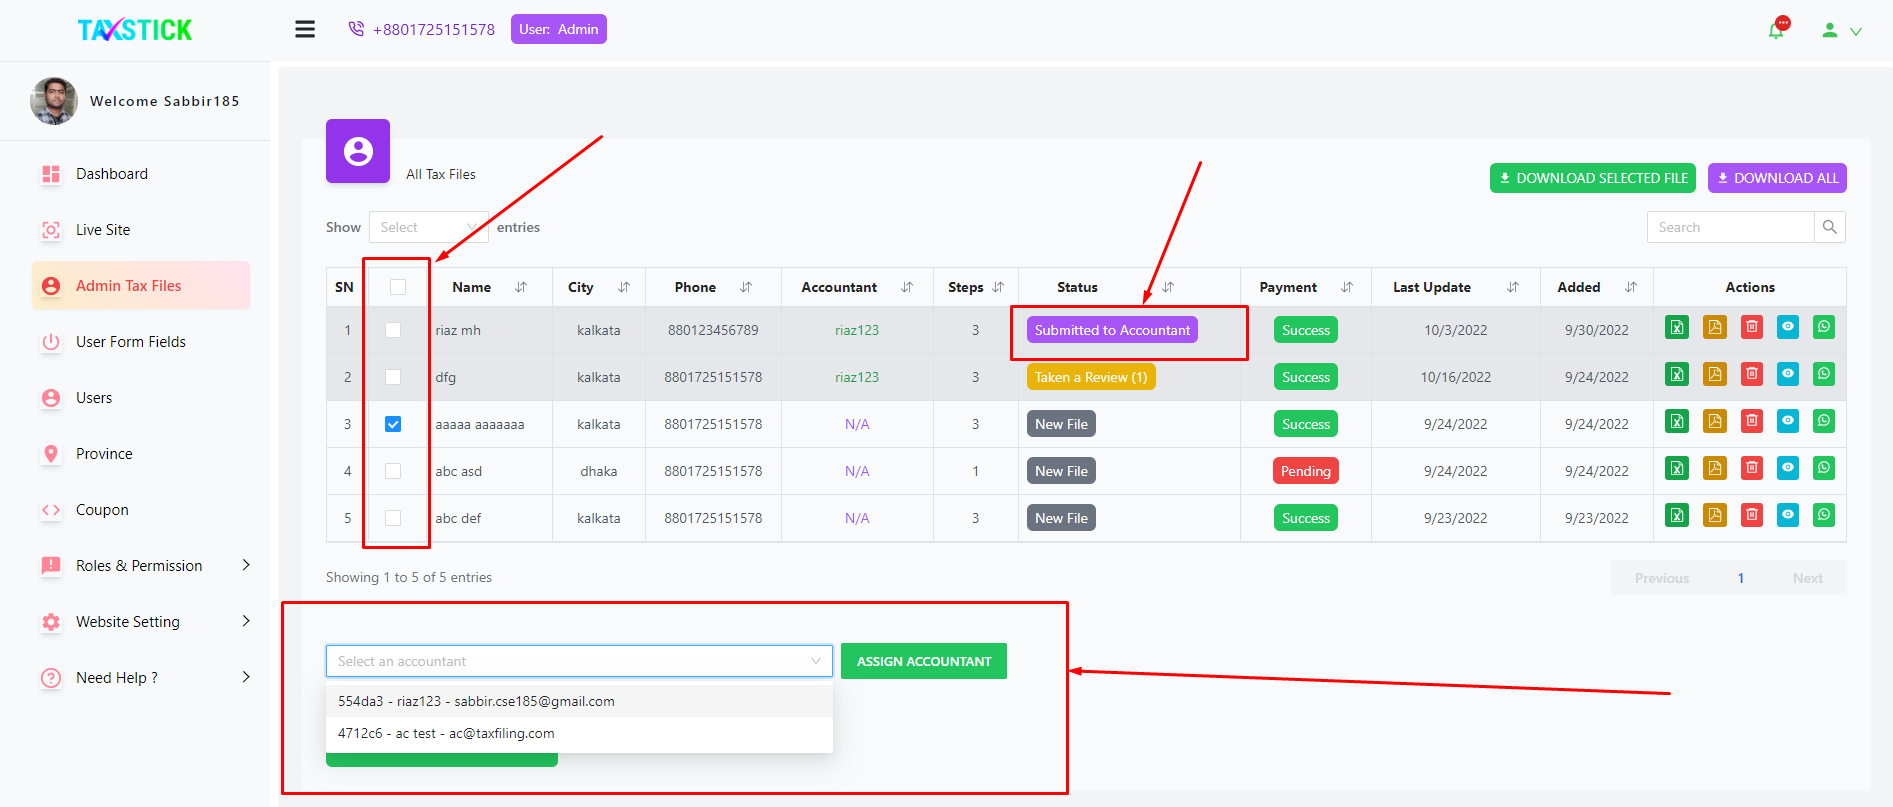 TAXSTICK
+8801725151578 User: Admin
Welcome Sabbir185
Dashboard
Live Site
Admin Tax Files
User Form Fields
Users
Province
Coupon
Roles & Permission
Website Setting
Need Help ?
All Tax Files
DOWNLOAD SELECTED FILE DOWNLOAD ALL
Show Select entries Search
SN Name City Phone Accountant Steps Status Payment Last Update Added Actions
1 riaz mh kalkata 880123456789 riaz123 3 Submitted to Accountant Success 10/3/2022 9/30/2022
2 dfg kalkata 8801725151578 riaz123 3 Taken a Review (1) Success 10/16/2022 9/24/2022
3 aaaaa aaaaaaa kalkata 8801725151578 N/A 3 New File Success 9/24/2022 9/24/2022
4 abc asd dhaka 8801725151578 N/A 1 New File Pending 9/24/2022 9/24/2022
5 abc def kalkata 8801725151578 N/A 3 New File Success 9/23/2022 9/23/2022
Showing 1 to 5 of 5 entries Previous 1 Next
Select an accountant ASSIGN ACCOUNTANT
554da3 - riaz123 - sabbir.cse185@gmail.com
4712c6 - ac test - ac@taxfiling.com